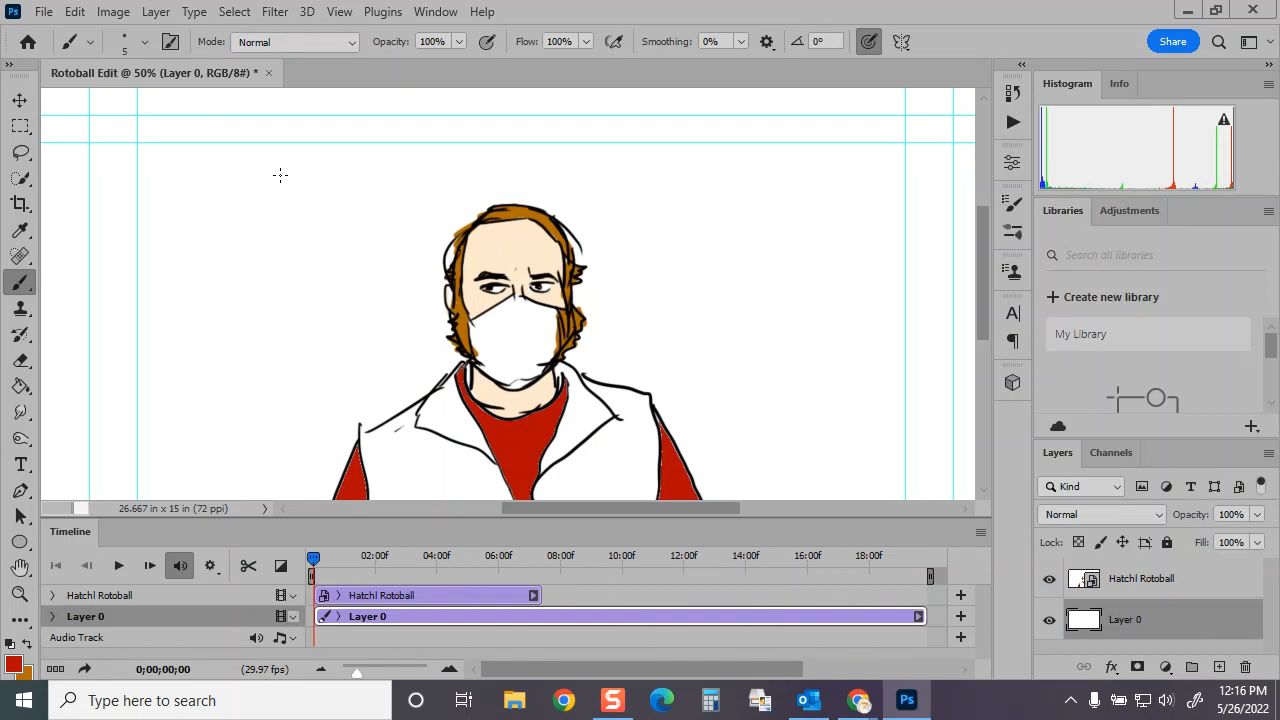 Ps File Edit Image Layer Type Select Filter 3D View Plugins Window Help
5 Mode: Normal Opacity: 100% Flow: 100% Smoothing: 0% 0° Share
Rotoball Edit @ 50% (Layer 0, RGB/8#) *
Histogram Info
Libraries Adjustments
Search all libraries
Create new library
My Library
Layers Channels
Kind
Normal Opacity: 100%
Lock: Fill: 100%
Hatchl Rotoball
Layer 0
26.667 in x 15 in (72 ppi)
Timeline
02:00f 04:00f 06:00f 08:00f 10:00f 12:00f 14:00f 16:00f 18:00f
Hatchl Rotoball Hatchl Rotoball
Layer 0 Layer 0
Audio Track
0;00;00;00 (29.97 fps)
Type here to search
12:16 PM
5/26/2022